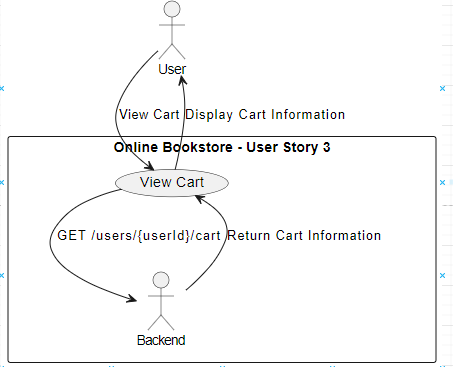 User
View Cart Display Cart Information
Online Bookstore - User Story 3
View Cart
GET /users/{userId}/cart Return Cart Information
Backend